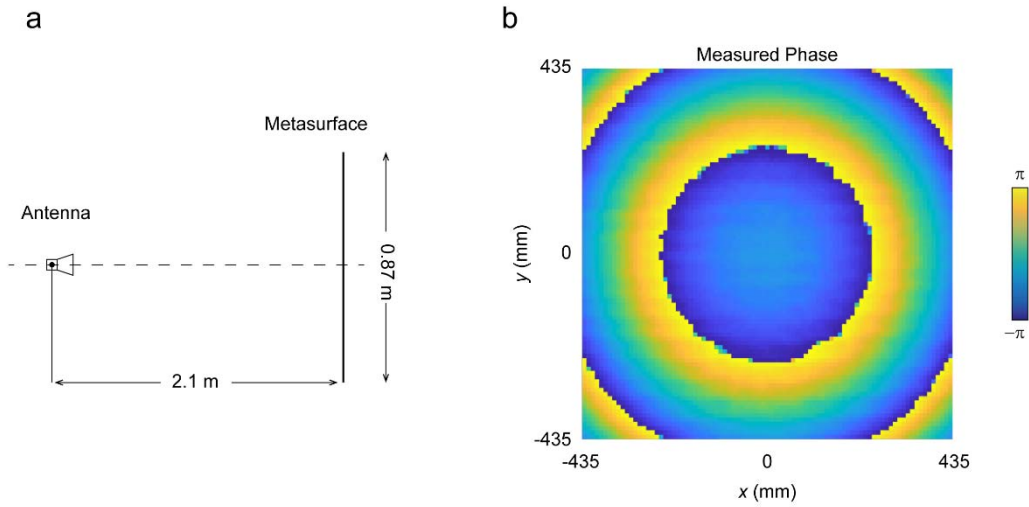 a
Metasurface
Antenna
0.87 m
2.1 m
b
Measured Phase
435
0
-435
y (mm)
-435
0
435
x (mm)
π
−π